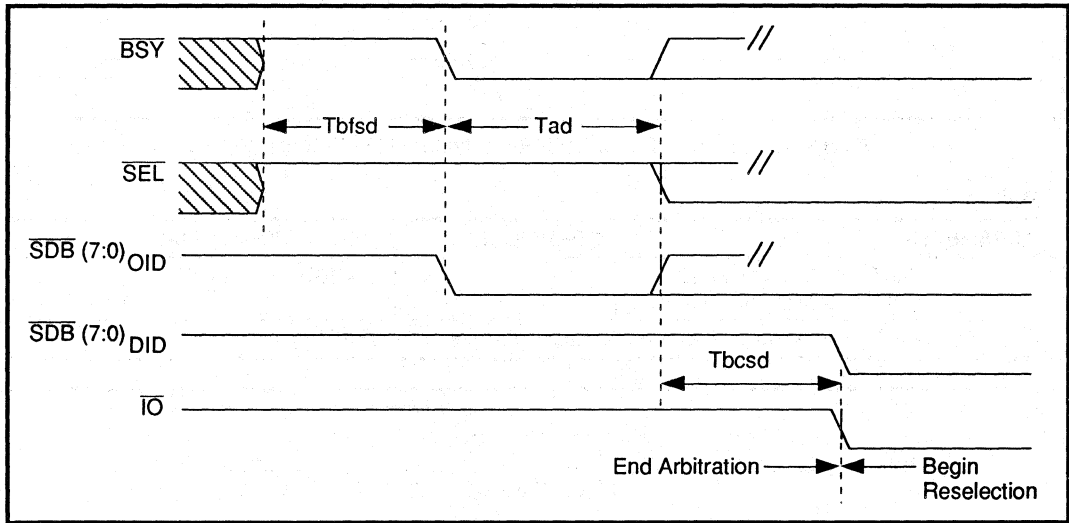 BSY
Tbfsd
Tad
SEL
SDB (7:0) OID
SDB (7:0) DID
Tbcsd
IO
End Arbitration
Begin
Reselection